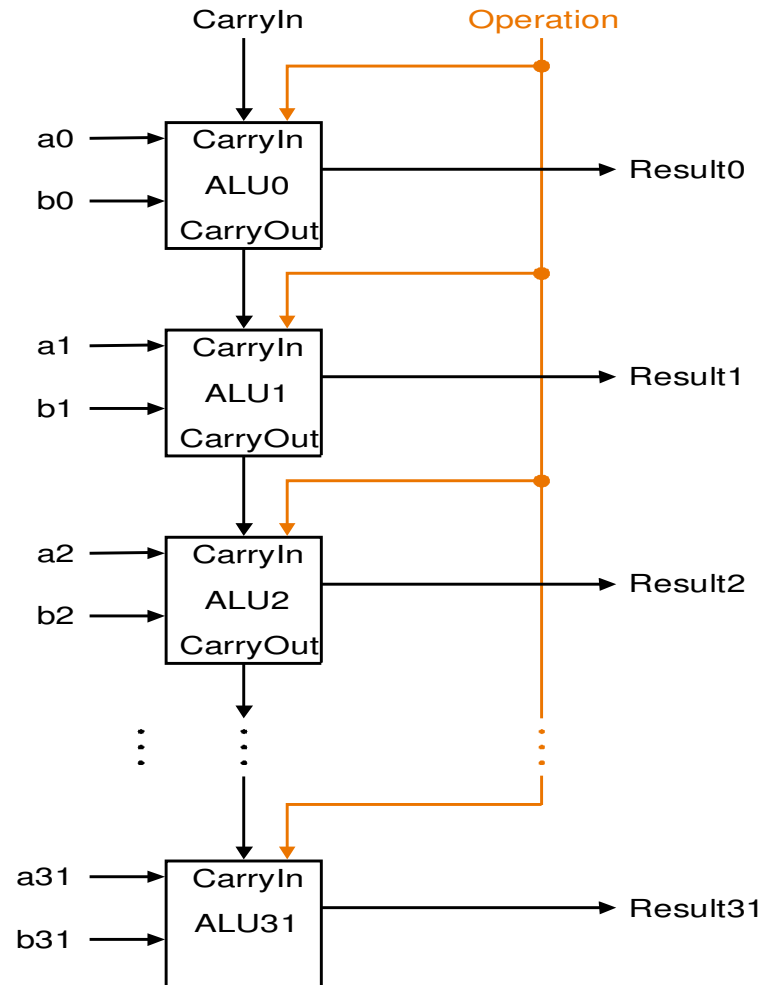 CarryIn Operation
a0 CarryIn
ALU0 Result0
b0
CarryOut
a1 CarryIn
ALU1 Result1
b1
CarryOut
a2 CarryIn
ALU2 Result2
b2
CarryOut
a31 CarryIn
ALU31 Result31
b31